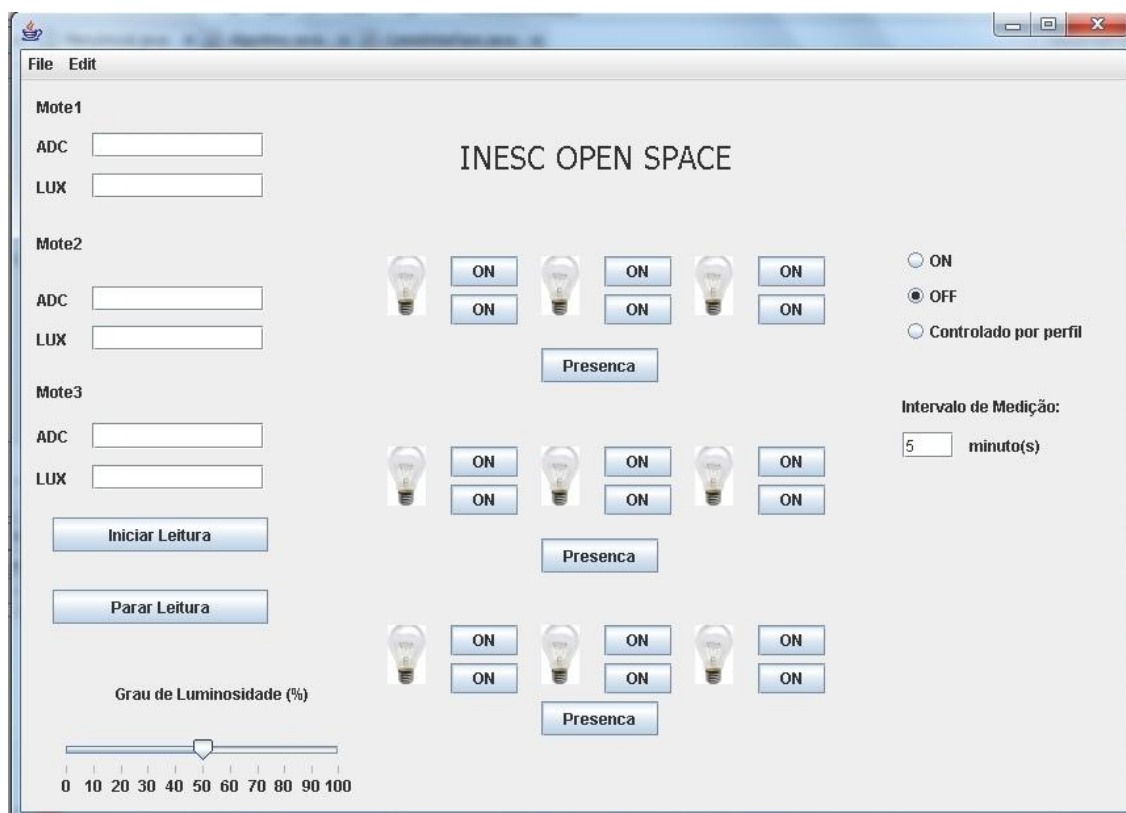 File Edit
Mote1
ADC
LUX
Mote2
ADC
LUX
Mote3
ADC
LUX
Iniciar Leitura
Parar Leitura
Grau de Luminosidade (%)
0 10 20 30 40 50 60 70 80 90 100
INESC OPEN SPACE
ON ON ON
ON ON ON
Presenca
ON ON ON
ON ON ON
Presenca
ON ON ON
ON ON ON
Presenca
ON
OFF
Controlado por perfil
Intervalo de Medição:
5 minuto(s)